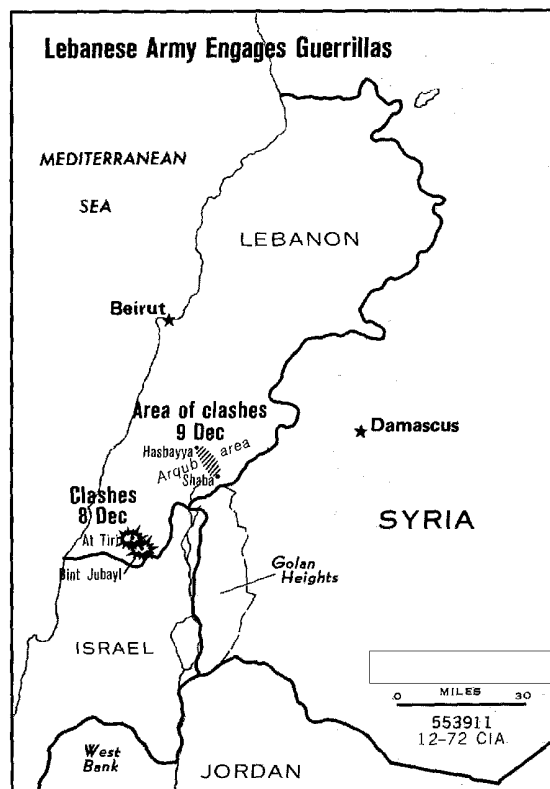 Lebanese Army Engages Guerrillas
MEDITERRANEAN
SEA
LEBANON
Beirut
Area of clashes
9 Dec
Hasbayya
Arqub area
Shaba
Damascus
Clashes
8 Dec
At Tiri
Bint Jubayl
SYRIA
Golan
Heights
ISRAEL
0 MILES 30
553911
12-72 CIA
West
Bank
JORDAN